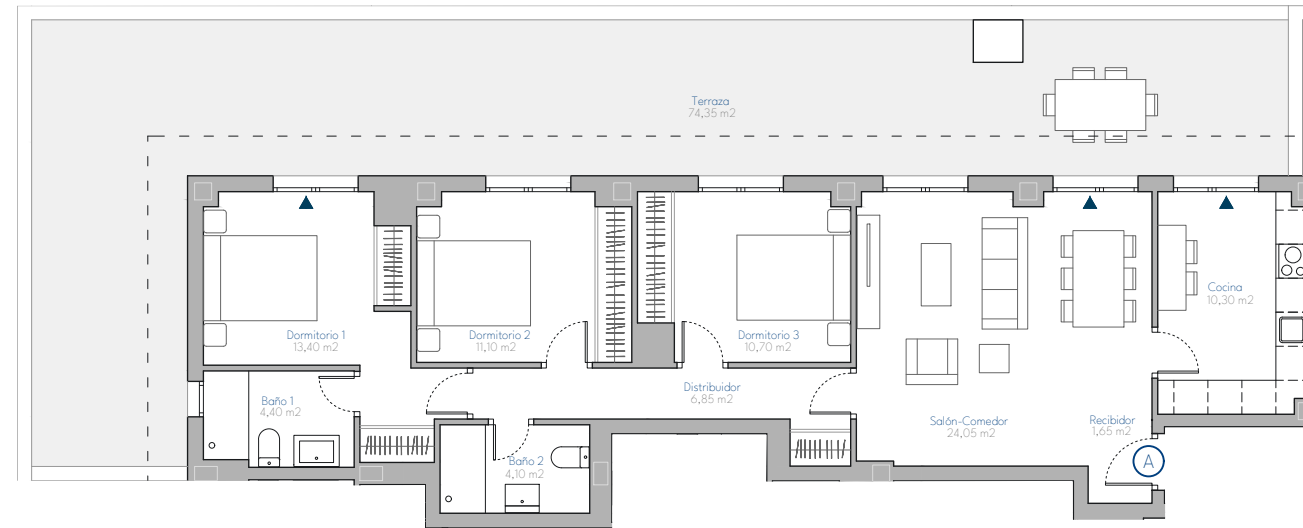 Terraza
74,35 m2
Dormitorio 1
13,40 m2
Dormitorio 2
11,10 m2
Dormitorio 3
10,70 m2
Cocina
10,30 m2
Distribuidor
6,85 m2
Baño 1
4,40 m2
Salón-Comedor
24,05 m2
Recibidor
1,65 m2
Baño 2
4,10 m2
A